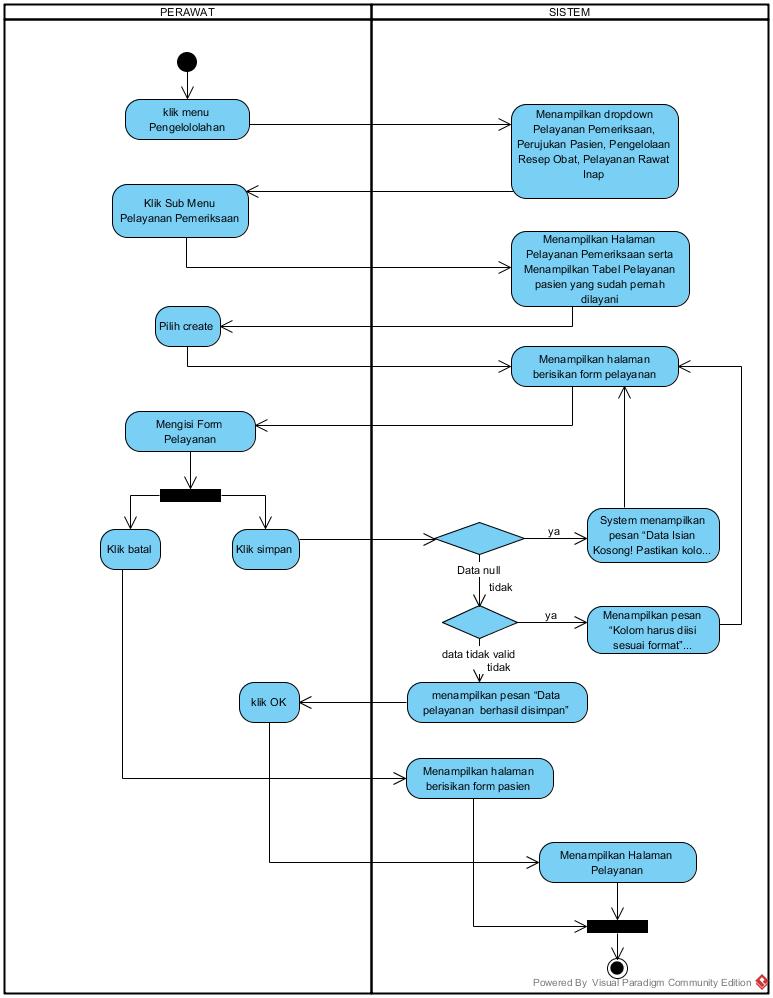 PERAWAT
SISTEM
klik menu
Pengelololahan
Menampilkan dropdown
Pelayanan Pemeriksaan,
Perujukan Pasien, Pengelolaan
Resep Obat, Pelayanan Rawat
Inap
Klik Sub Menu
Pelayanan Pemeriksaan
Menampilkan Halaman
Pelayanan Pemeriksaan serta
Menampilkan Tabel Pelayanan
pasien yang sudah pernah
dilayani
Pilih create
Menampilkan halaman
berisikan form pelayanan
Mengisi Form
Pelayanan
Klik batal
Klik simpan
ya
System menampilkan
pesan “Data Isian
Kosong! Pastikan kolo...
Data null
tidak
ya
Menampilkan pesan
“Kolom harus diisi
sesuai format”...
data tidak valid
tidak
klik OK
menampilkan pesan “Data
pelayanan berhasil disimpan”
Menampilkan halaman
berisikan form pasien
Menampilkan Halaman
Pelayanan
Powered By Visual Paradigm Community Edition